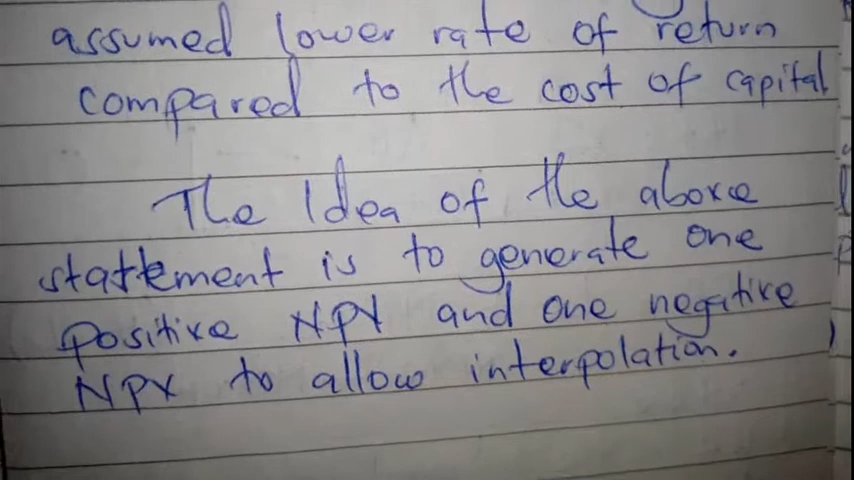 assumed lower rate of return
compared to the cost of capital
The Idea of the above
statement is to generate one
positive NPV and one negative
NPV to allow interpolation.